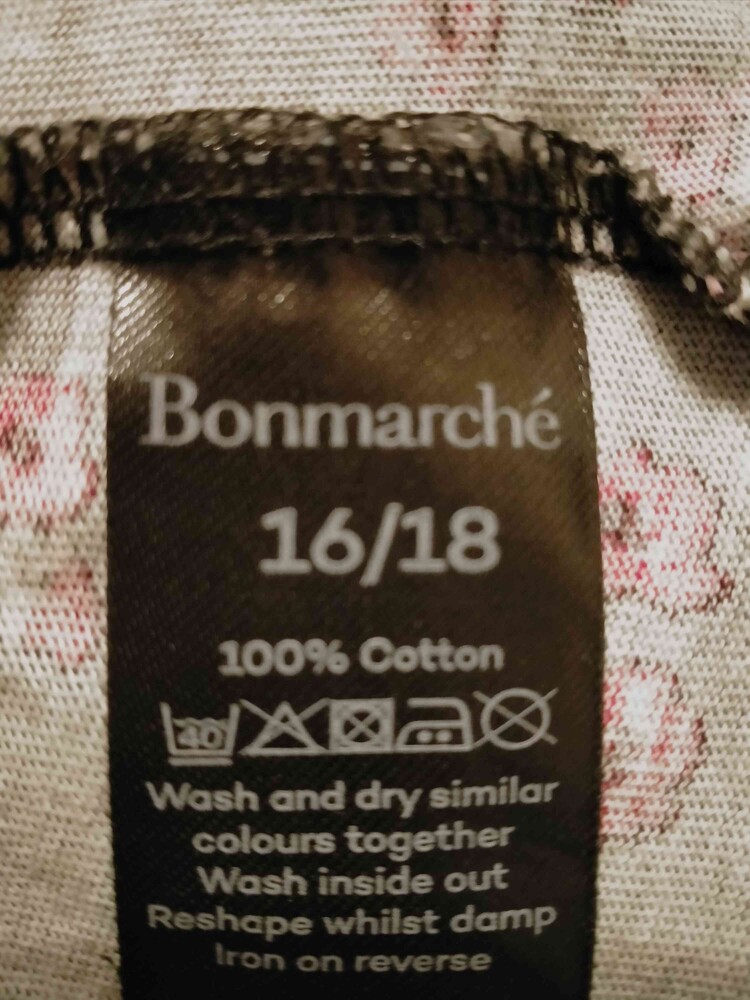 Bonmarché
16/18
100% Cotton
40
Wash and dry similar
colours together
Wash inside out
Reshape whilst damp
Iron on reverse